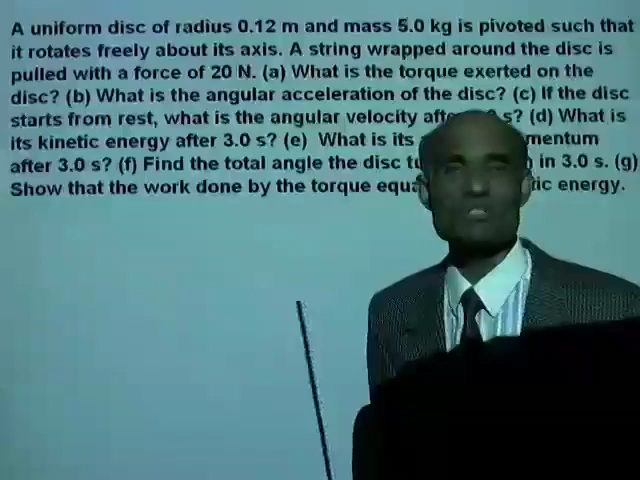 A uniform disc of radius 0.12 m and mass 5.0 kg is pivoted such that
it rotates freely about its axis. A string wrapped around the disc is
pulled with a force of 20 N. (a) What is the torque exerted on the
disc? (b) What is the angular acceleration of the disc? (c) If the disc
starts from rest, what is the angular velocity s? (d) What is
its kinetic energy after 3.0 s? (e) What is its
after 3.0 s? (f) Find the total angle the disc in 3.0 s. (g)
Show that the work done by the torque energy.